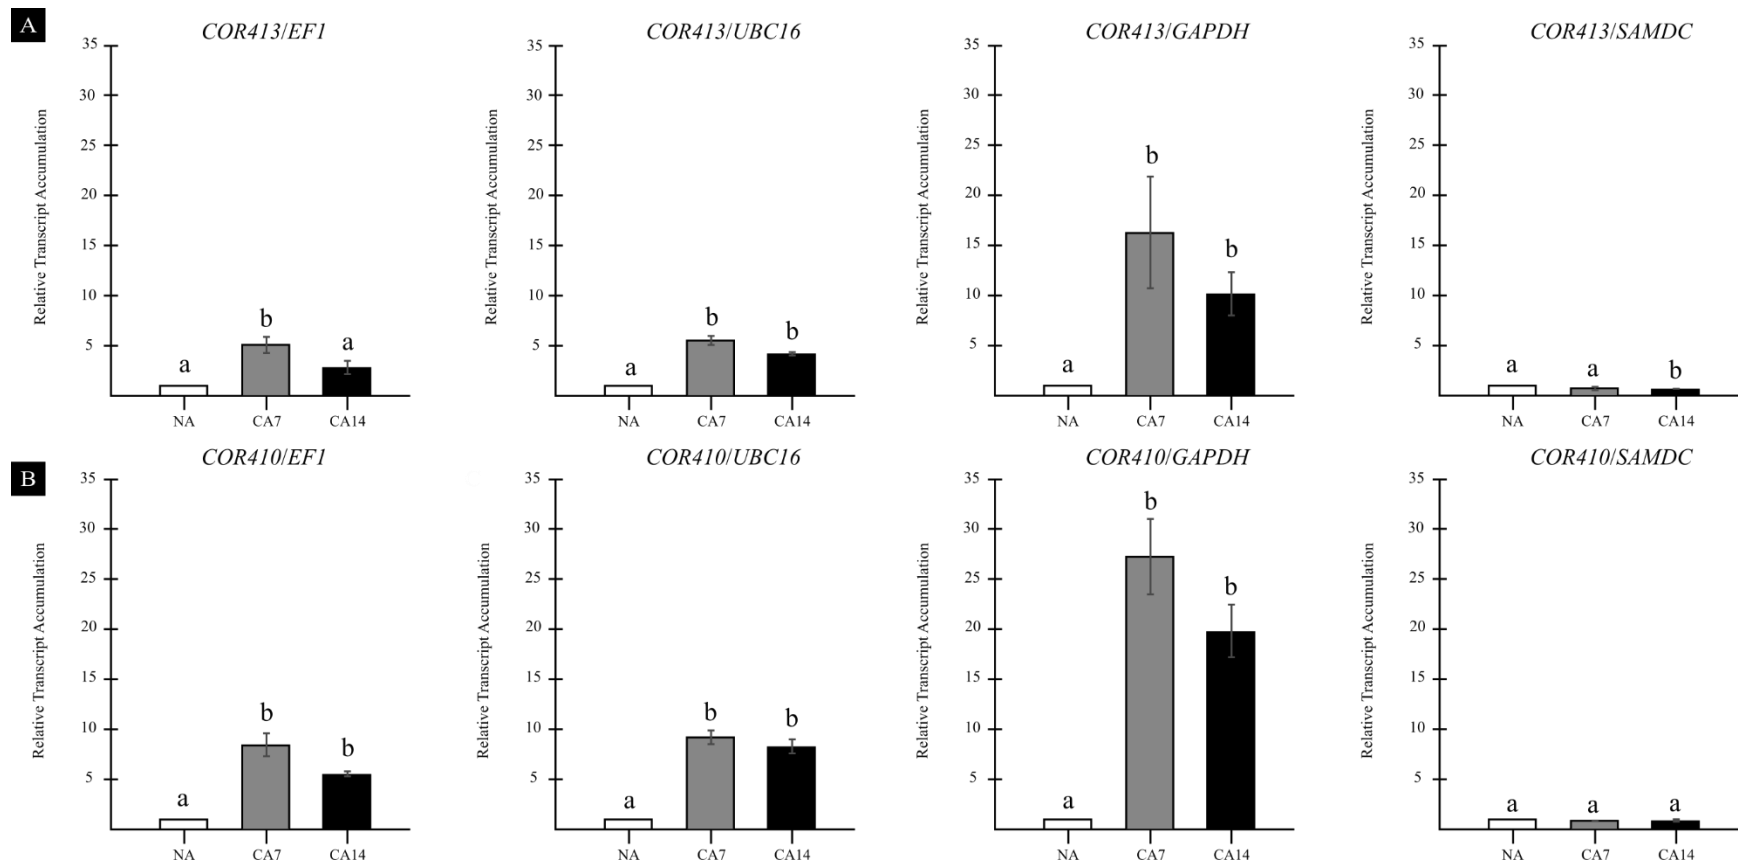 A
COR413/EF1
COR413/UBC16
COR413/GAPDH
COR413/SAMDC
Relative Transcript Accumulation
35
30
25
20
15
10
5
a
b
a
NA
CA7
CA14
Relative Transcript Accumulation
35
30
25
20
15
10
5
a
b
b
NA
CA7
CA14
Relative Transcript Accumulation
35
30
25
20
15
10
5
a
b
b
NA
CA7
CA14
Relative Transcript Accumulation
35
30
25
20
15
10
5
a
a
b
NA
CA7
CA14
B
COR410/EF1
COR410/UBC16
COR410/GAPDH
COR410/SAMDC
Relative Transcript Accumulation
35
30
25
20
15
10
5
a
b
b
NA
CA7
CA14
Relative Transcript Accumulation
35
30
25
20
15
10
5
a
b
b
NA
CA7
CA14
Relative Transcript Accumulation
35
30
25
20
15
10
5
a
b
b
NA
CA7
CA14
Relative Transcript Accumulation
35
30
25
20
15
10
5
a
a
a
NA
CA7
CA14